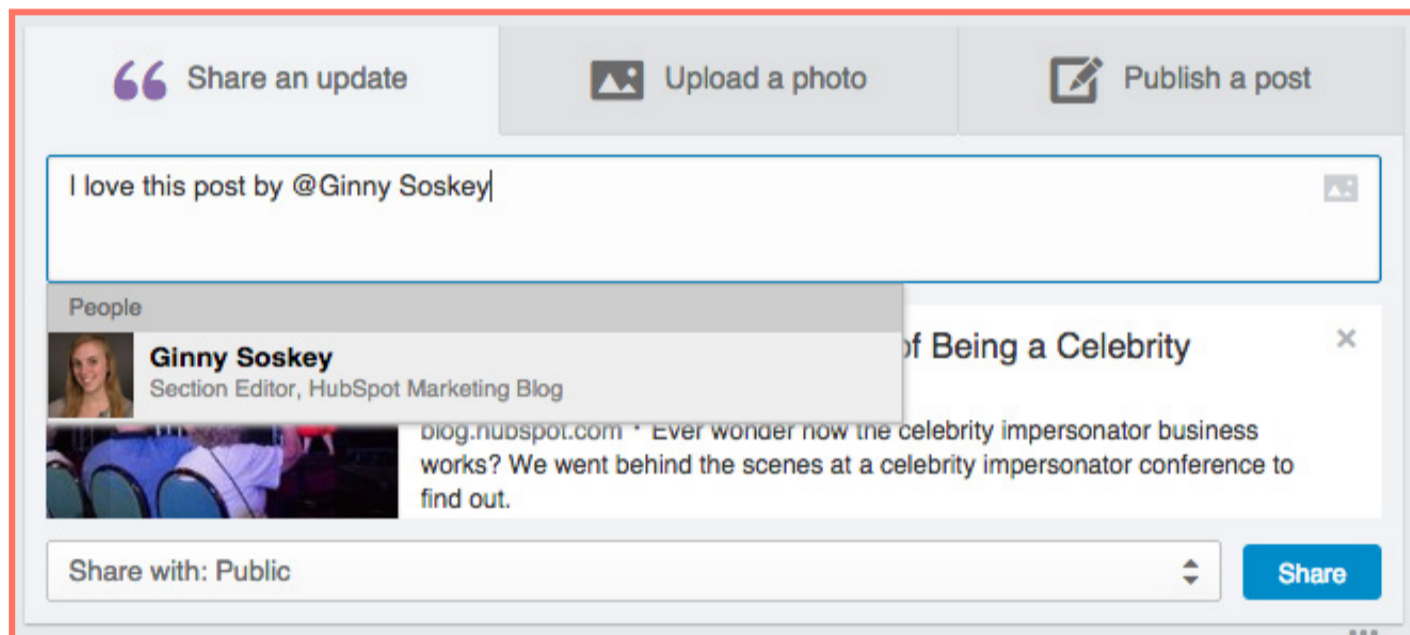 Share an update
Upload a photo
Publish a post
I love this post by @Ginny Soskey
People
Ginny Soskey
Section Editor, HubSpot Marketing Blog
of Being a Celebrity
blog.hubspot.com · Ever wonder how the celebrity impersonator business
works? We went behind the scenes at a celebrity impersonator conference to
find out.
Share with: Public
Share